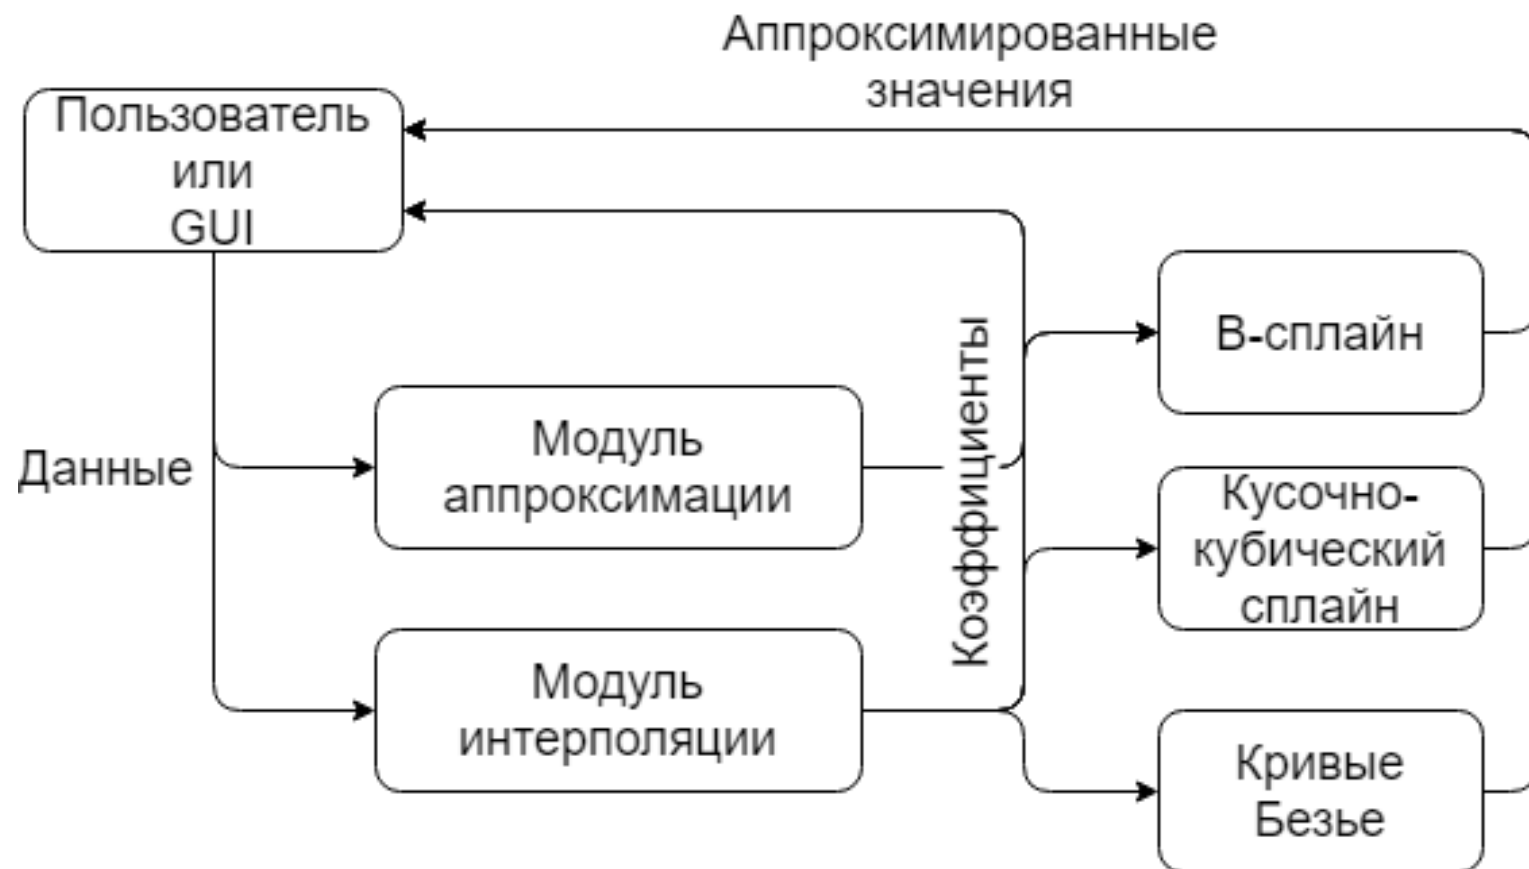 Аппроксимированные
значения
Пользователь
или
GUI
В-сплайн
Коэффициенты
Модуль
аппроксимации
Данные
Кусочно-
кубический
сплайн
Модуль
интерполяции
Кривые
Безье